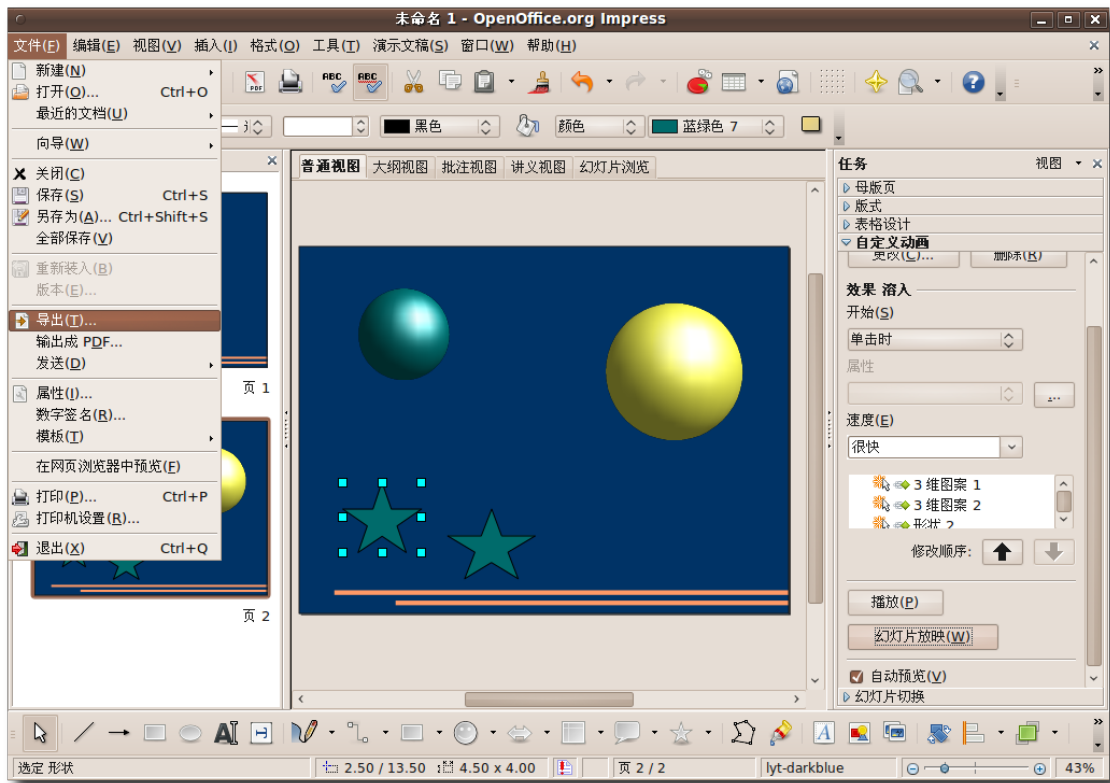 未命名 1 - OpenOffice.org Impress
文件(F) 编辑(E) 视图(V) 插入(I) 格式(O) 工具(T) 演示文稿(S) 窗口(W) 帮助(H)
新建(N)
打开(O)... Ctrl+O
最近的文档(U)
向导(W)
关闭(C)
保存(S) Ctrl+S
另存为(A)... Ctrl+Shift+S
全部保存(V)
重新装入(B)
版本(E)...
导出(T)...
输出成 PDF...
发送(D)
属性(I)...
数字签名(R)...
模板(T)
在网页浏览器中预览(F)
打印(P)... Ctrl+P
打印机设置(R)...
退出(X) Ctrl+Q
PDF ABC ABC
黑色 颜色 蓝绿色 7
页 1
页 2
普通视图 大纲视图 批注视图 讲义视图 幻灯片浏览
任务 视图
母版页
版式
表格设计
自定义动画
更改(C)... 删除(R)
效果 溶入
开始(S)
单击时
属性
...
速度(E)
很快
3 维图案 1
3 维图案 2
形状 2
修改顺序:
播放(P)
幻灯片放映(W)
自动预览(V)
幻灯片切换
选定 形状 2.50 / 13.50 4.50 x 4.00 页 2 / 2 lyt-darkblue 43%